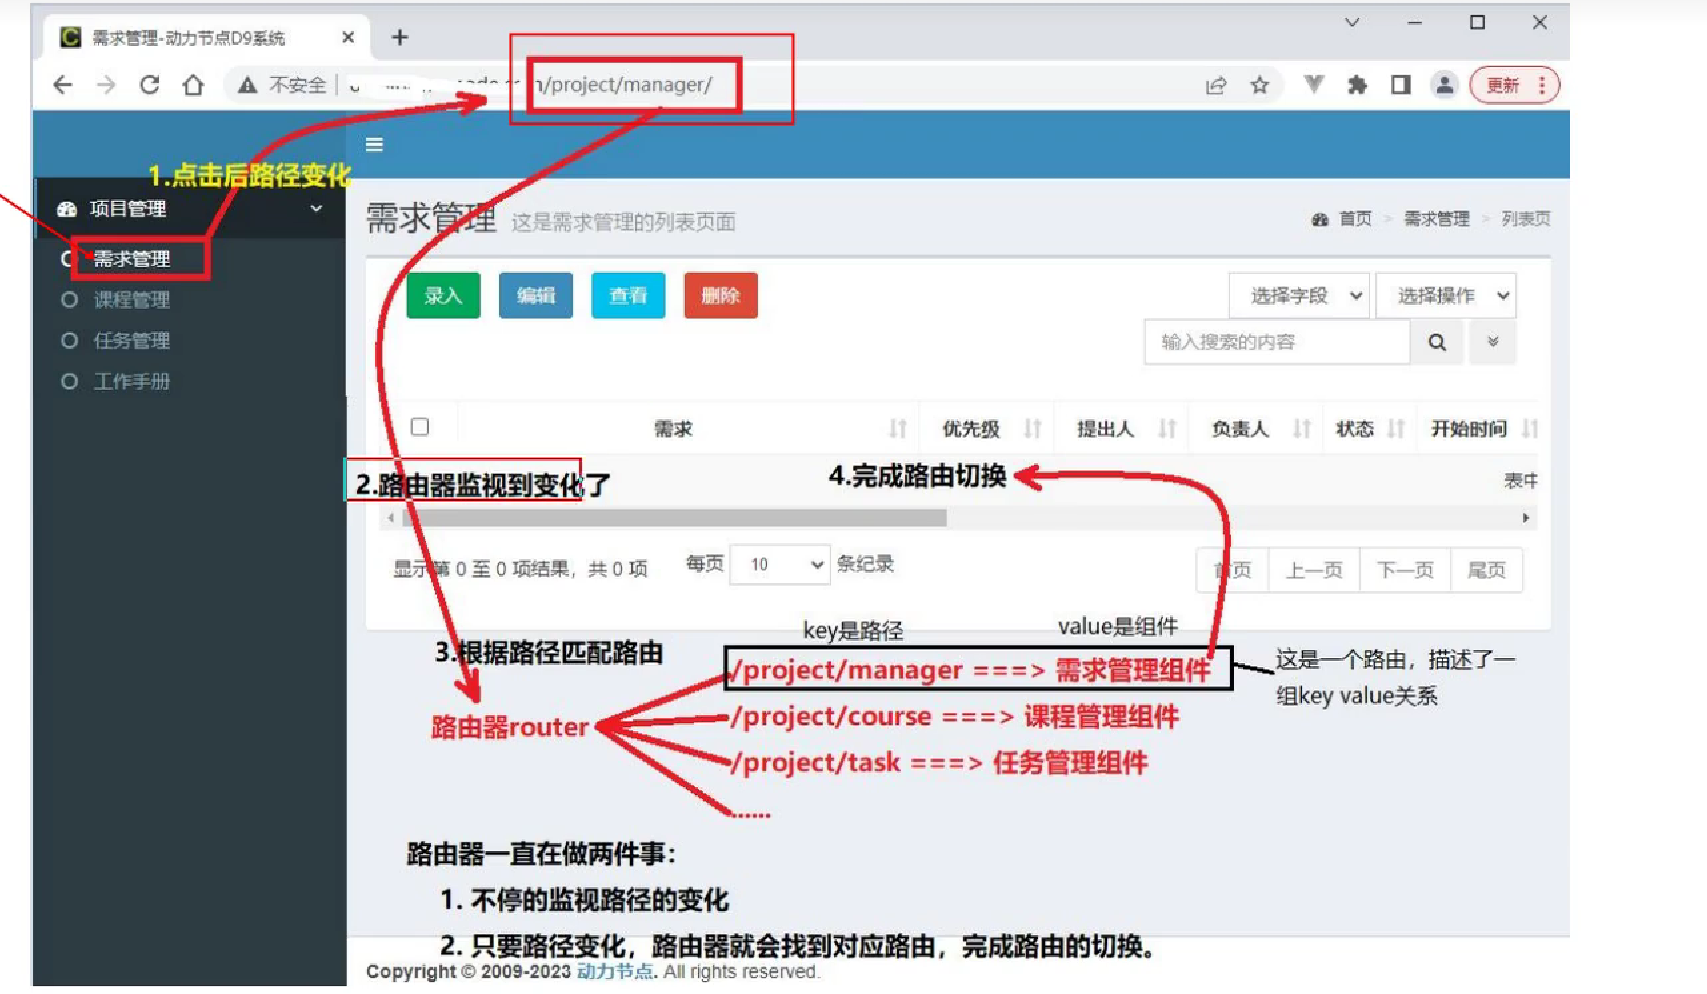 需求管理-动力节点D9系统
不安全
/project/manager/
更新
1.点击后路径变化
项目管理
需求管理
课程管理
任务管理
工作手册
需求管理 这是需求管理的列表页面
首页 > 需求管理 > 列表页
录入 编辑 查看 删除
选择字段 选择操作
输入搜索的内容
需求 优先级 提出人 负责人 状态 开始时间
2.路由器监视到变化了
4.完成路由切换
表中
显示第 0 至 0 项结果，共 0 项 每页 10 条纪录
首页 上一页 下一页 尾页
key是路径 value是组件
3.根据路径匹配路由
/project/manager ===> 需求管理组件
这是一个路由，描述了一
组key value关系
路由器router
/project/course ===> 课程管理组件
/project/task ===> 任务管理组件
......
路由器一直在做两件事：
1. 不停的监视路径的变化
2. 只要路径变化，路由器就会找到对应路由，完成路由的切换。
Copyright © 2009-2023 动力节点. All rights reserved.